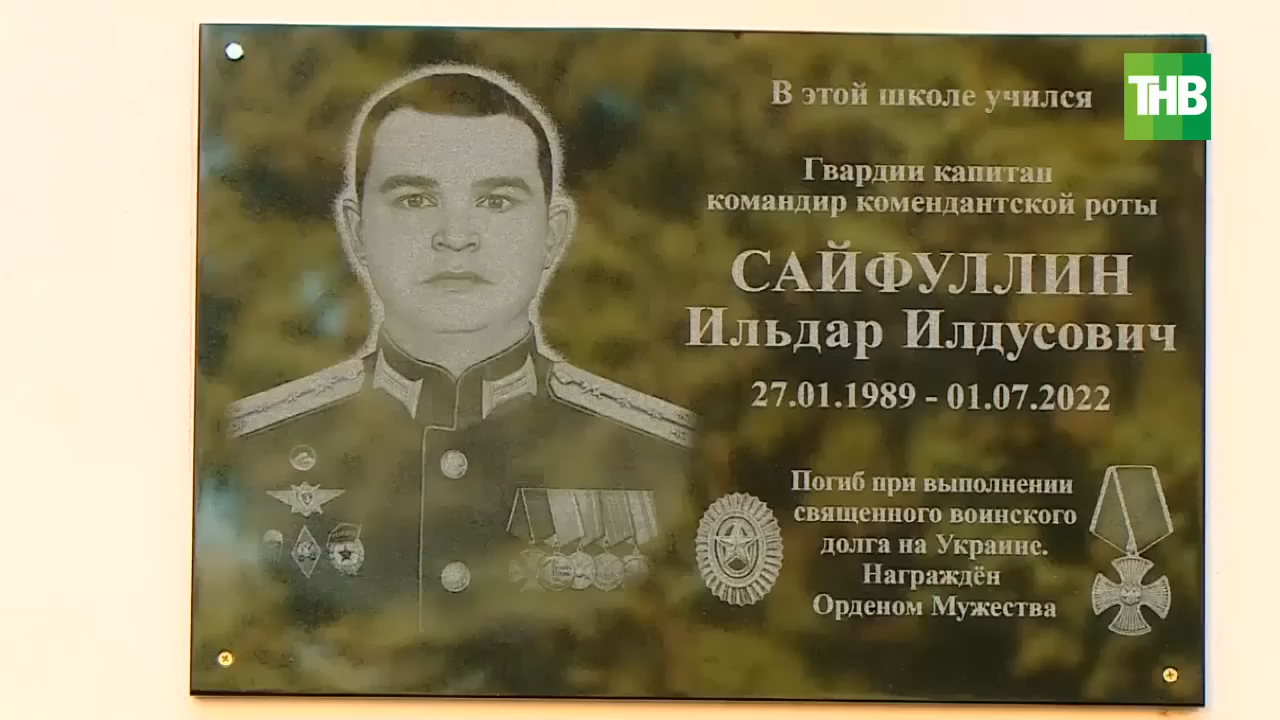 ТНВ
В этой школе учился
Гвардии капитан
командир комендантской роты
САЙФУЛЛИН
Ильдар Илдусович
27.01.1989 - 01.07.2022
Погиб при выполнении
священного воинского
долга на Украине.
Награждён
Орденом Мужества